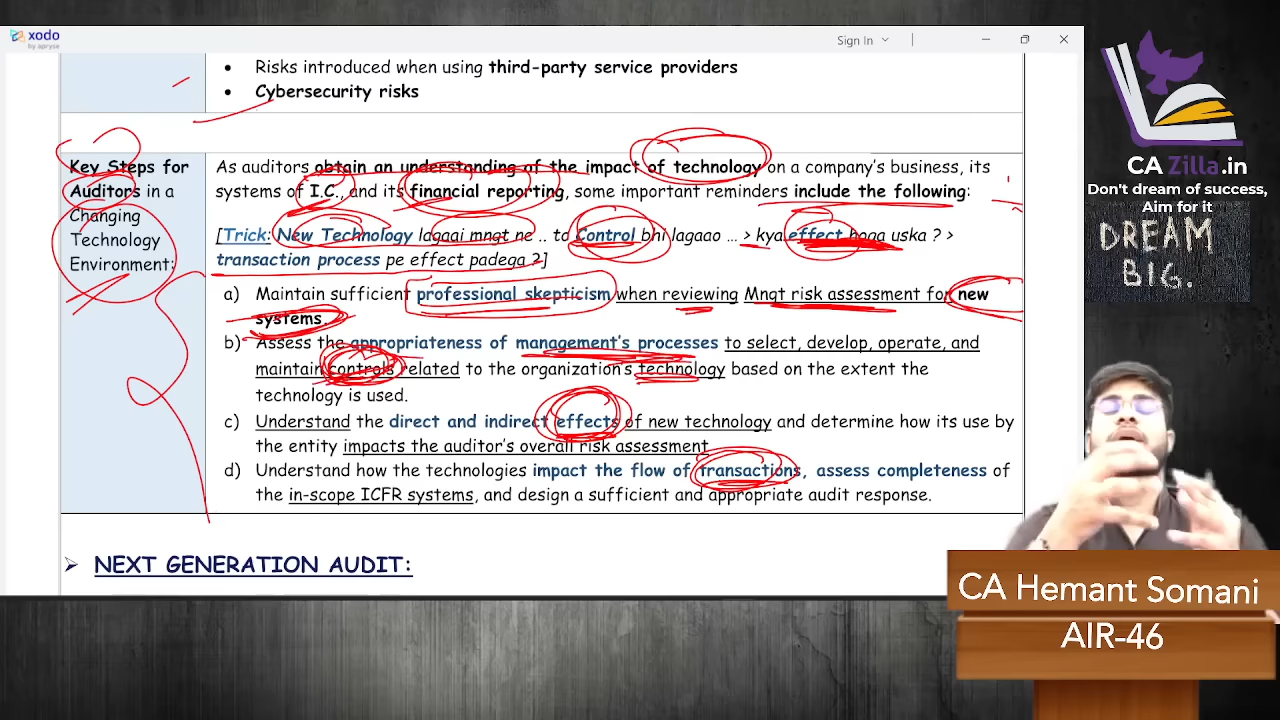 xodo
by apryse
Sign In
• Risks introduced when using third-party service providers
• Cybersecurity risks
Key Steps for
Auditors in a
Changing
Technology
Environment:
As auditors obtain an understanding of the impact of technology on a company's business, its
systems of I.C., and its financial reporting, some important reminders include the following:
[Trick: New Technology lagaai mngt ne .. to Control bhi lagaao ... > kya effect hoga uska ? >
transaction process pe effect padega ?]
a) Maintain sufficient professional skepticism when reviewing Mngt risk assessment for new
systems.
b) Assess the appropriateness of management's processes to select, develop, operate, and
maintain controls related to the organization's technology based on the extent the
technology is used.
c) Understand the direct and indirect effects of new technology and determine how its use by
the entity impacts the auditor's overall risk assessment.
d) Understand how the technologies impact the flow of transactions, assess completeness of
the in-scope ICFR systems, and design a sufficient and appropriate audit response.
➢ NEXT GENERATION AUDIT:
CA Zilla.in
Don't dream of success,
Aim for it
DREAM
BIG.
CA Hemant Somani
AIR-46